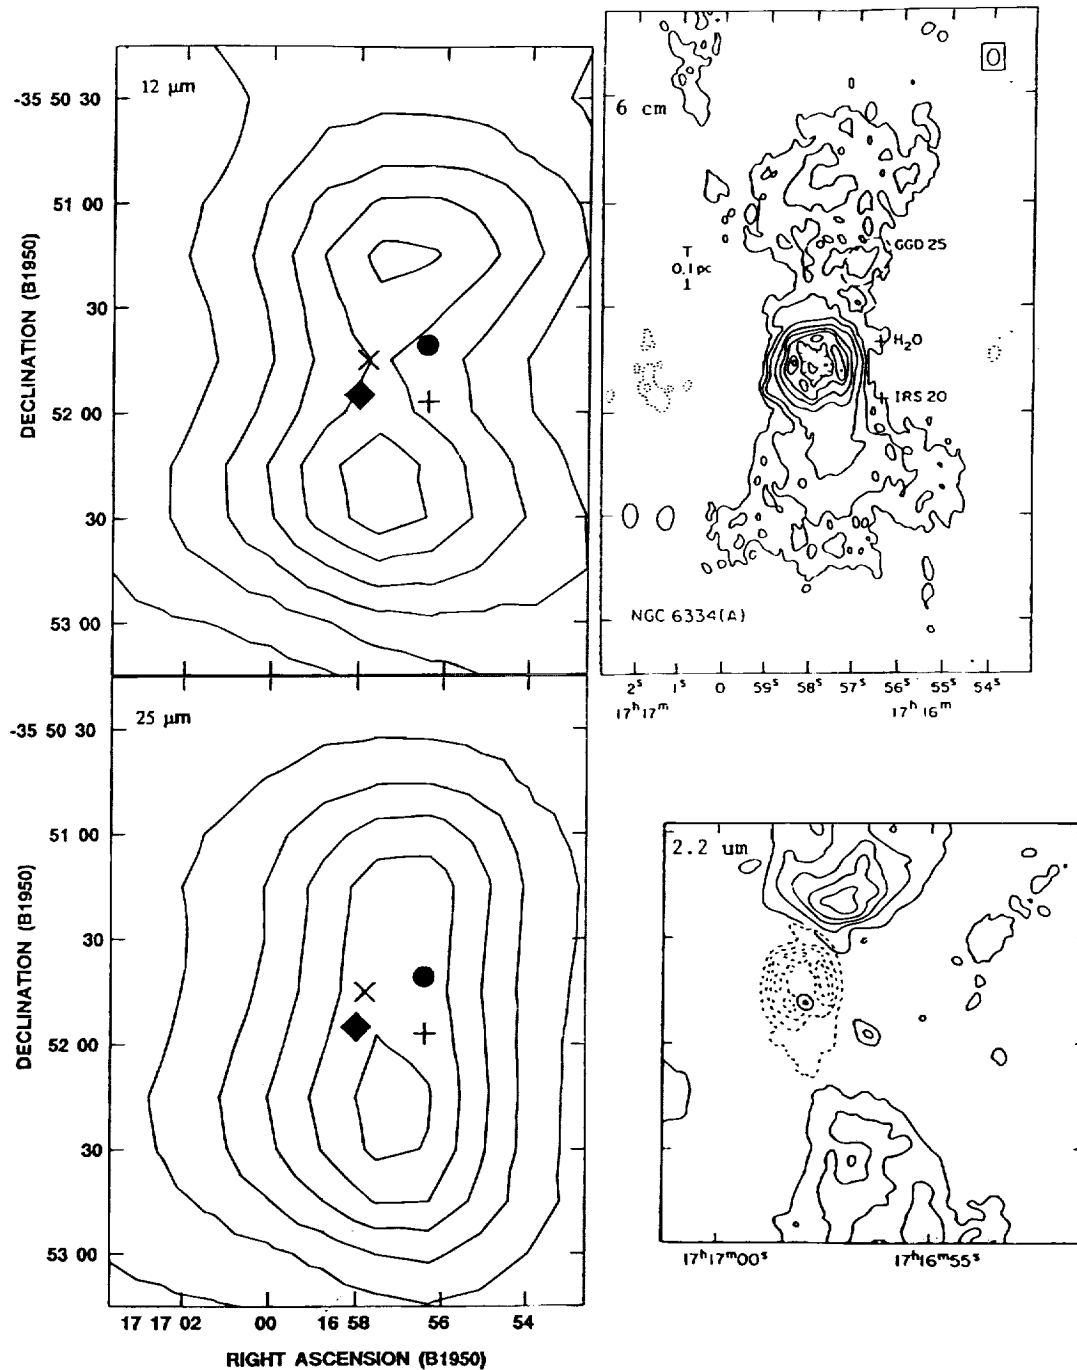 12 µm
-35 50 30
51 00
30
52 00
30
53 00
DECLINATION (B1950)
6 cm
GGD 25
T
0.1 pc
H₂O
IRS 20
NGC 6334(A)
2ˢ 1ˢ 0 59ˢ 58ˢ 57ˢ 56ˢ 55ˢ 54ˢ
17ʰ17ᵐ 17ʰ16ᵐ
25 µm
-35 50 30
51 00
30
52 00
30
53 00
DECLINATION (B1950)
17 17 02 00 16 58 56 54
RIGHT ASCENSION (B1950)
2.2 um
17ʰ17ᵐ00ˢ 17ʰ16ᵐ55ˢ